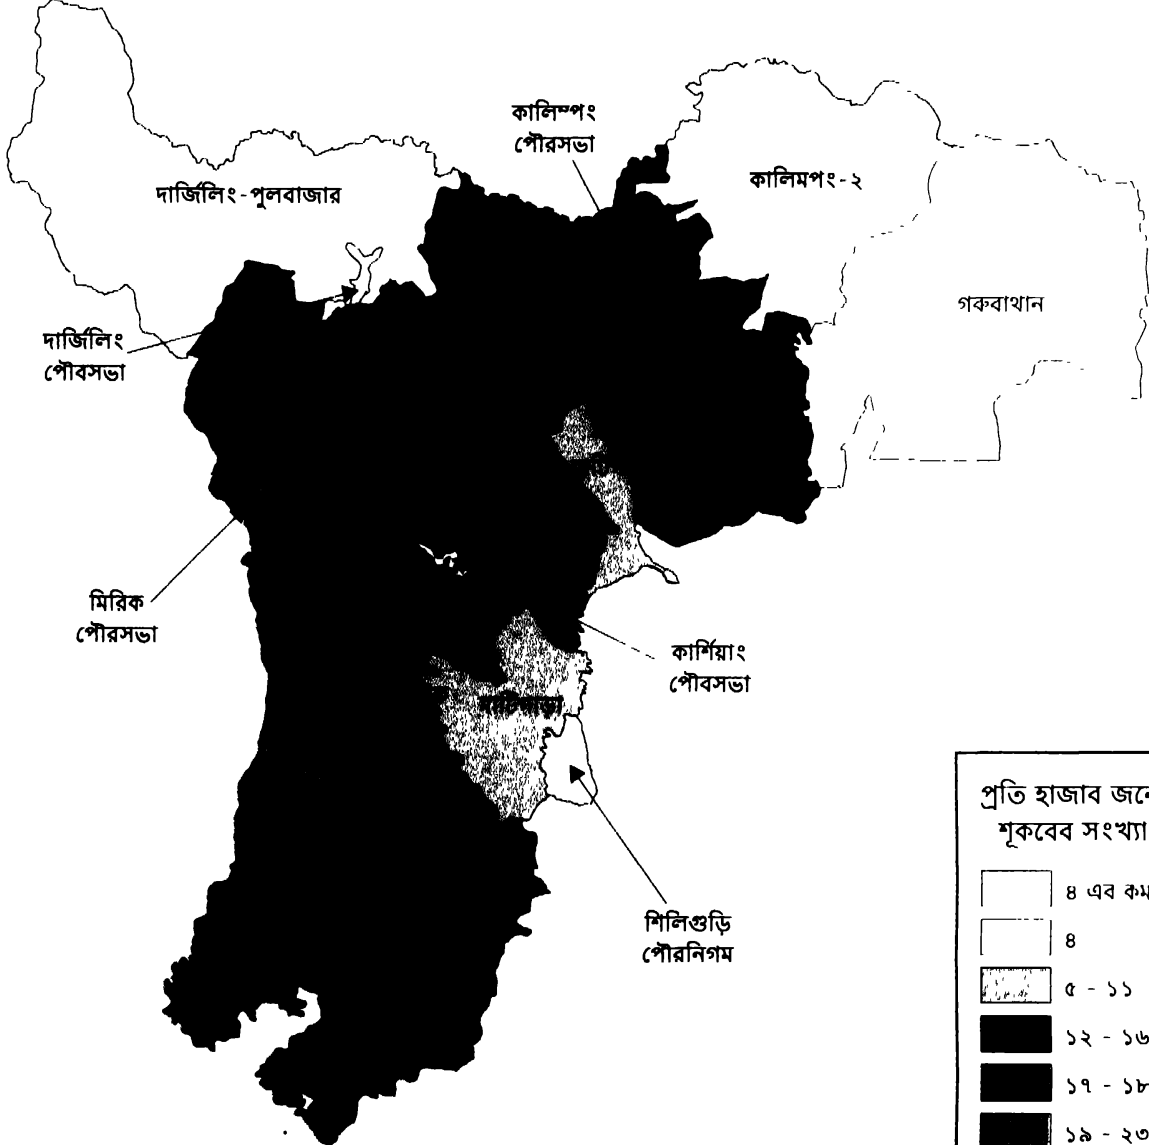 কালিম্পং
পৌরসভা
দার্জিলিং-পুলবাজার
কালিমপং-২
গরুবাথান
দার্জিলিং
পৌবসভা
মিরিক
পৌরসভা
কার্শিয়াং
পৌবসভা
শিলিগুড়ি
পৌরনিগম
প্রতি হাজাব
শূকবেব সংখ্যা
৪ এব কম
৪
৫ - ১১
১২ - ১৬
১৭ - ১৮
১৯ - ২৩